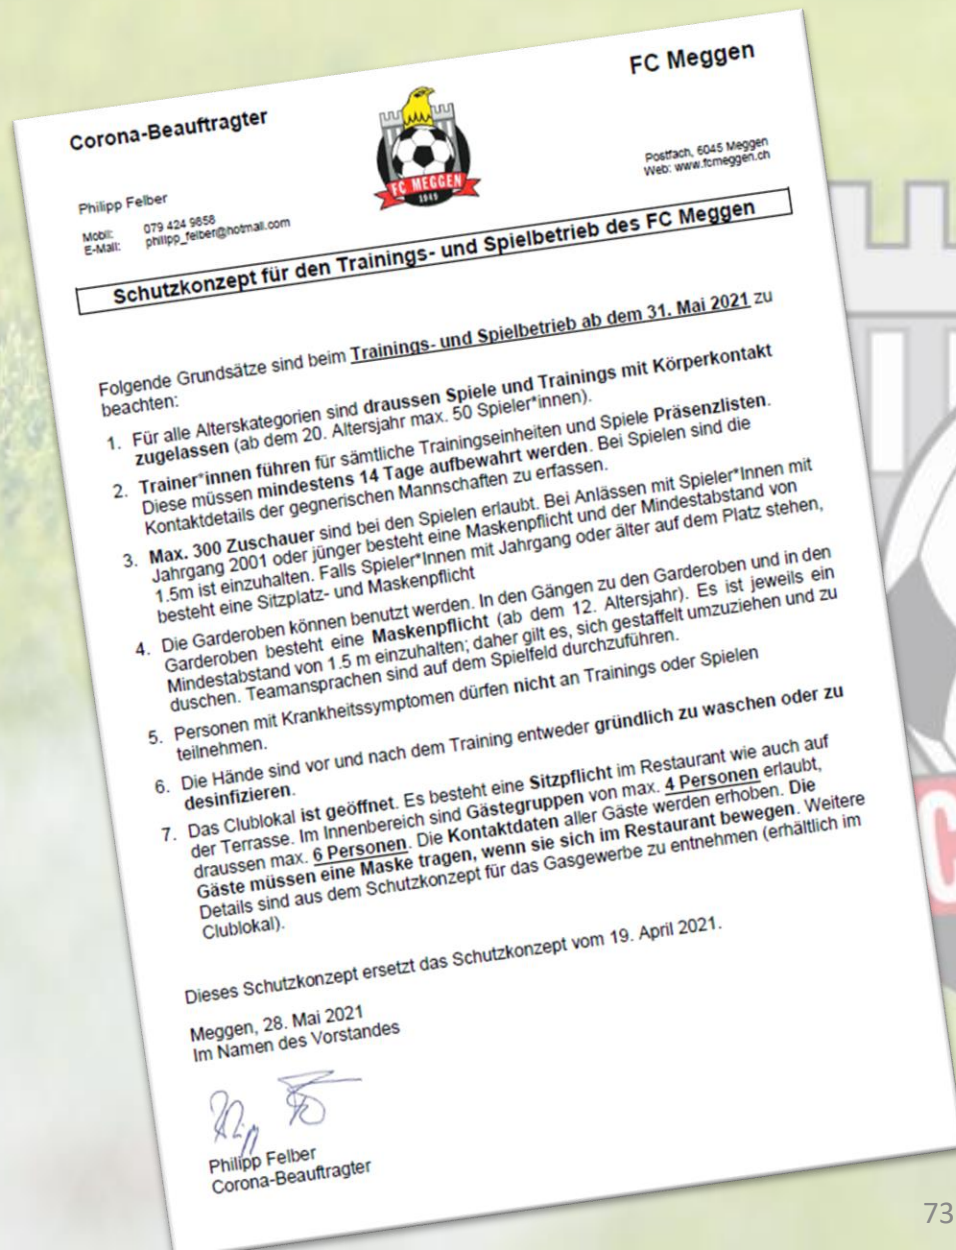 Corona-Beauftragter
FC Meggen
FC MEGGEN
1945
Philipp Felber
Postfach, 6045 Meggen
Web: www.fcmeggen.ch
Mobil: 079 424 9858
E-Mail: philipp_felber@hotmail.com
Schutzkonzept für den Trainings- und Spielbetrieb des FC Meggen
Folgende Grundsätze sind beim Trainings- und Spielbetrieb ab dem 31. Mai 2021 zu
beachten:
1. Für alle Alterskategorien sind draussen Spiele und Trainings mit Körperkontakt
zugelassen (ab dem 20. Altersjahr max. 50 Spieler*innen).
2. Trainer*innen führen für sämtliche Trainingseinheiten und Spiele Präsenzlisten.
Diese müssen mindestens 14 Tage aufbewahrt werden. Bei Spielen sind die
Kontaktdetails der gegnerischen Mannschaften zu erfassen.
3. Max. 300 Zuschauer sind bei den Spielen erlaubt. Bei Anlässen mit Spieler*Innen mit
Jahrgang 2001 oder jünger besteht eine Maskenpflicht und der Mindestabstand von
1.5m ist einzuhalten. Falls Spieler*Innen mit Jahrgang oder älter auf dem Platz stehen,
besteht eine Sitzplatz- und Maskenpflicht
4. Die Garderoben können benutzt werden. In den Gängen zu den Garderoben und in den
Garderoben besteht eine Maskenpflicht (ab dem 12. Altersjahr). Es ist jeweils ein
Mindestabstand von 1.5 m einzuhalten; daher gilt es, sich gestaffelt umzuziehen und zu
duschen. Teamansprachen sind auf dem Spielfeld durchzuführen.
5. Personen mit Krankheitssymptomen dürfen nicht an Trainings oder Spielen
teilnehmen.
6. Die Hände sind vor und nach dem Training entweder gründlich zu waschen oder zu
desinfizieren.
7. Das Clublokal ist geöffnet. Es besteht eine Sitzpflicht im Restaurant wie auch auf
der Terrasse. Im Innenbereich sind Gästegruppen von max. 4 Personen erlaubt,
draussen max. 6 Personen. Die Kontaktdaten aller Gäste werden erhoben. Die
Gäste müssen eine Maske tragen, wenn sie sich im Restaurant bewegen. Weitere
Details sind aus dem Schutzkonzept für das Gasgewerbe zu entnehmen (erhältlich im
Clublokal).
Dieses Schutzkonzept ersetzt das Schutzkonzept vom 19. April 2021.
Meggen, 28. Mai 2021
Im Namen des Vorstandes
Philipp Felber
Corona-Beauftragter
73